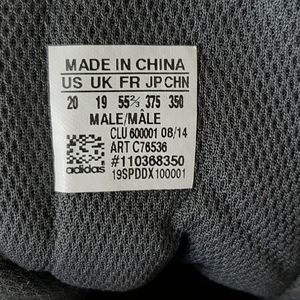 MADE IN CHINA
US UK FR JP CHN
20 19 55⅔ 375 350
MALE/MÂLE
CLU 600001 08/14
ART C76536
#110368350
adidas 19SPDDX100001